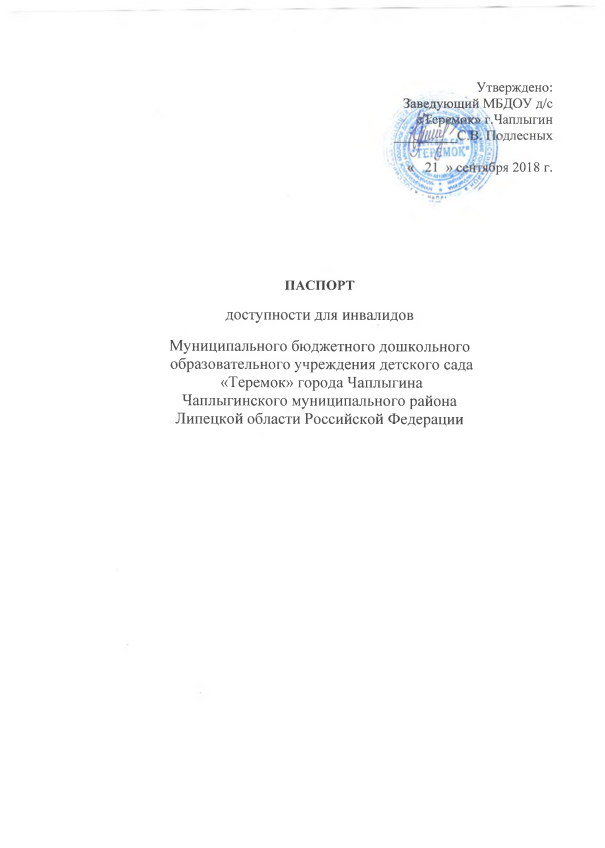 Утверждено:
Заведующий МБДОУ д/с
«Теремок» г.Чаплыгин
С.В. Подлесных
"ТЕРЕМОК"
« 21 » сентября 2018 г.
ПАСПОРТ
доступности для инвалидов
Муниципального бюджетного дошкольного
образовательного учреждения детского сада
«Теремок» города Чаплыгина
Чаплыгинского муниципального района
Липецкой области Российской Федерации